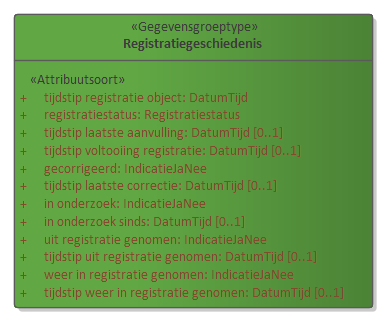 «Gegevensgroeptype»
Registratiegeschiedenis
«Attribuutsoort»
+ tijdstip registratie object: DatumTijd
+ registratiestatus: Registratiestatus
+ tijdstip laatste aanvulling: DatumTijd [0..1]
+ tijdstip voltooiing registratie: DatumTijd [0..1]
+ gecorrigeerd: IndicatieJaNee
+ tijdstip laatste correctie: DatumTijd [0..1]
+ in onderzoek: IndicatieJaNee
+ in onderzoek sinds: DatumTijd [0..1]
+ uit registratie genomen: IndicatieJaNee
+ tijdstip uit registratie genomen: DatumTijd [0..1]
+ weer in registratie genomen: IndicatieJaNee
+ tijdstip weer in registratie genomen: DatumTijd [0..1]